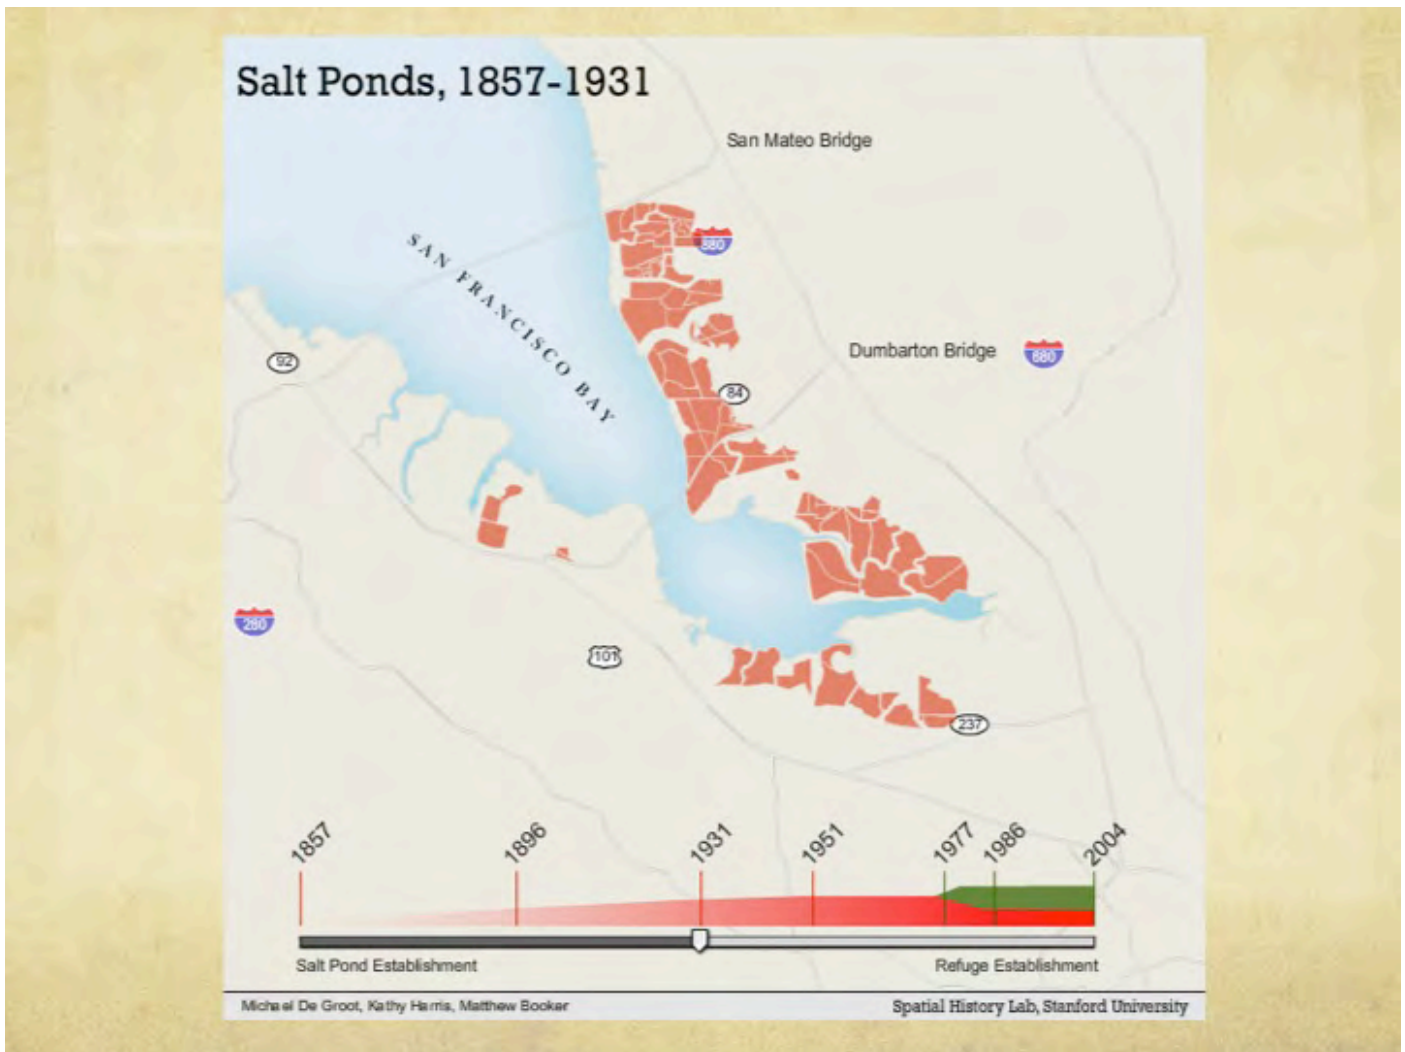 Salt Ponds, 1857-1931
San Mateo Bridge
880
SAN FRANCISCO BAY
Dumbarton Bridge
680
92
84
280
101
237
1857
1896
1931
1951
1977
1986
2004
Salt Pond Establishment
Refuge Establishment
Michael De Groot, Kathy Harris, Matthew Booker
Spatial History Lab, Stanford University